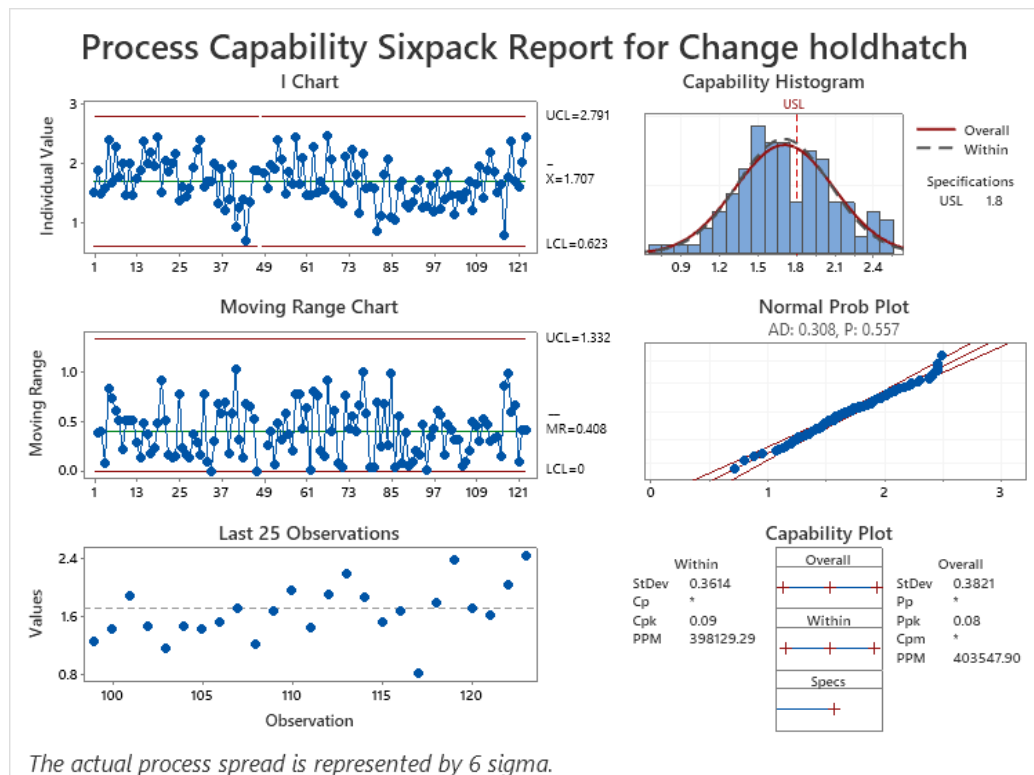 Process Capability Sixpack Report for Change holdhatch
I Chart
Individual Value
3
2
1
UCL=2.791
_
X=1.707
LCL=0.623
1 13 25 37 49 61 73 85 97 109 121
Capability Histogram
USL
0.9 1.2 1.5 1.8 2.1 2.4
Overall
Within
Specifications
USL 1.8
Moving Range Chart
Moving Range
1.0
0.5
0.0
UCL=1.332
__
MR=0.408
LCL=0
1 13 25 37 49 61 73 85 97 109 121
Normal Prob Plot
AD: 0.308, P: 0.557
0 1 2 3
Last 25 Observations
Values
2.4
1.6
0.8
100 105 110 115 120
Observation
Capability Plot
Within
StDev 0.3614
Cp *
Cpk 0.09
PPM 398129.29
Overall
Within
Specs
Overall
StDev 0.3821
Pp *
Ppk 0.08
Cpm *
PPM 403547.90
The actual process spread is represented by 6 sigma.